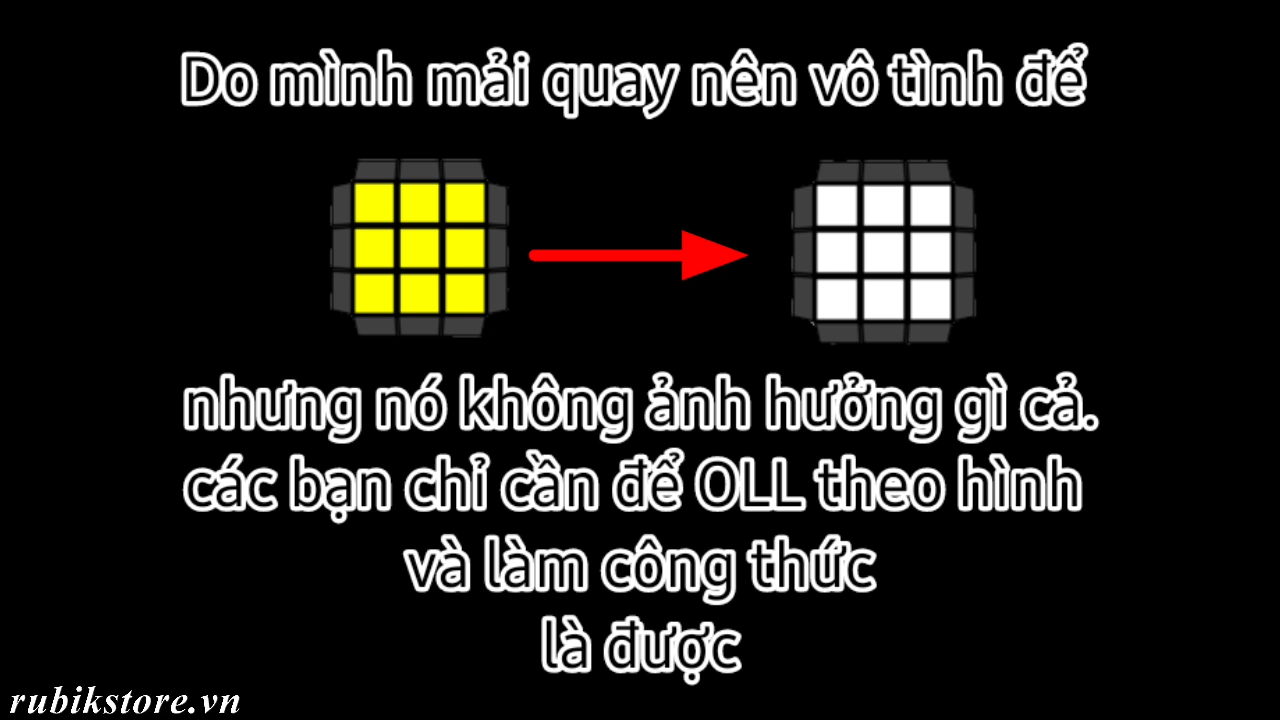 Do mình mải quay nên vô tình để
nhưng nó không ảnh hưởng gì cả.
các bạn chỉ cần để OLL theo hình
và làm công thức
là được
rubikstore.vn